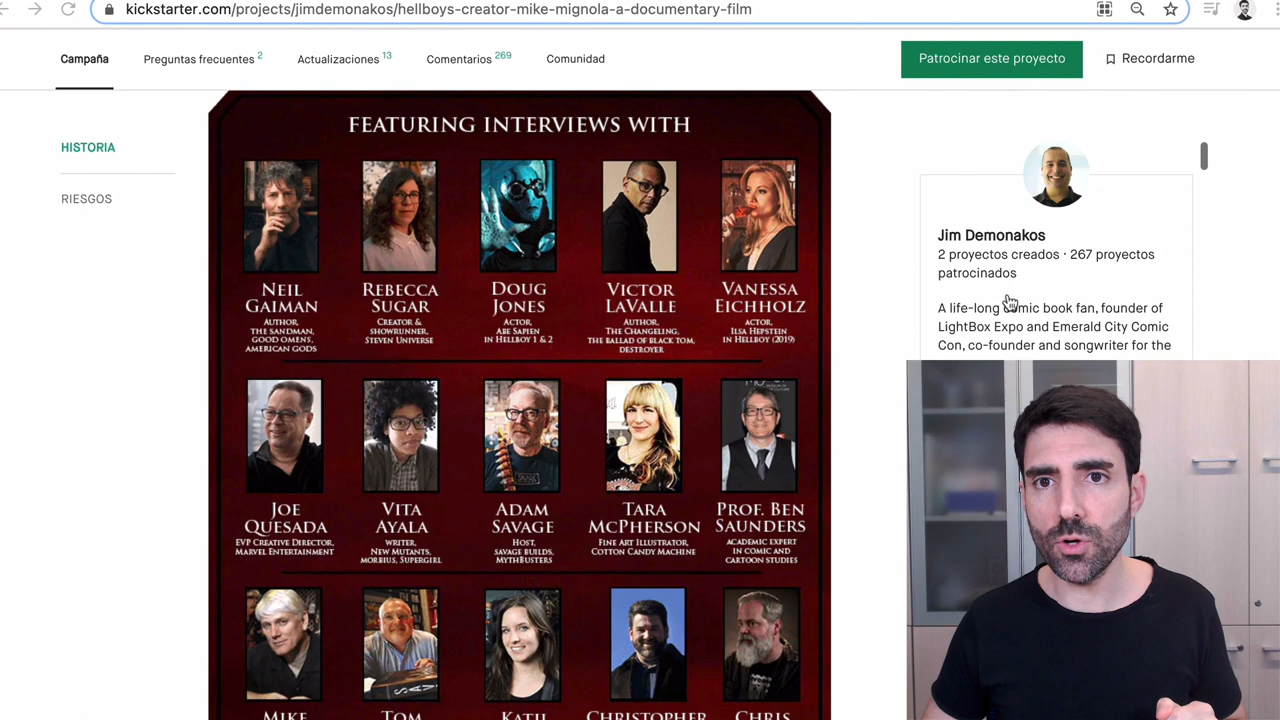 kickstarter.com/projects/jimdemonakos/hellboys-creator-mike-mignola-a-documentary-film
Campaña
Preguntas frecuentes 2
Actualizaciones 13
Comentarios 269
Comunidad
Patrocinar este proyecto
Recordarme
HISTORIA
RIESGOS
FEATURING INTERVIEWS WITH
NEIL
GAIMAN
AUTHOR,
THE SANDMAN,
GOOD OMENS,
AMERICAN GODS
REBECCA
SUGAR
CREATOR &
SHOWRUNNER,
STEVEN UNIVERSE
DOUG
JONES
ACTOR,
ABE SAPIEN
IN HELLBOY 1 & 2
VICTOR
LAVALLE
AUTHOR,
THE CHANGELING,
THE BALLAD OF BLACK TOM,
DESTROYER
VANESSA
EICHHOLZ
ACTOR,
ILSA HEPSTEIN
IN HELLBOY (2019)
JOE
QUESADA
EVP CREATIVE DIRECTOR,
MARVEL ENTERTAINMENT
VITA
AYALA
WRITER,
NEW MUTANTS,
MORBIUS, SUPERGIRL
ADAM
SAVAGE
HOST,
SAVAGE BUILDS,
MYTHBUSTERS
TARA
MCPHERSON
FINE ART ILLUSTRATOR,
COTTON CANDY MACHINE
PROF. BEN
SAUNDERS
ACADEMIC EXPERT
IN COMIC AND
CARTOON STUDIES
MIKE
TOM
KATII
CHRISTOPHER
CHRIS
Jim Demonakos
2 proyectos creados · 267 proyectos
patrocinados
A life-long comic book fan, founder of
LightBox Expo and Emerald City Comic
Con, co-founder and songwriter for the